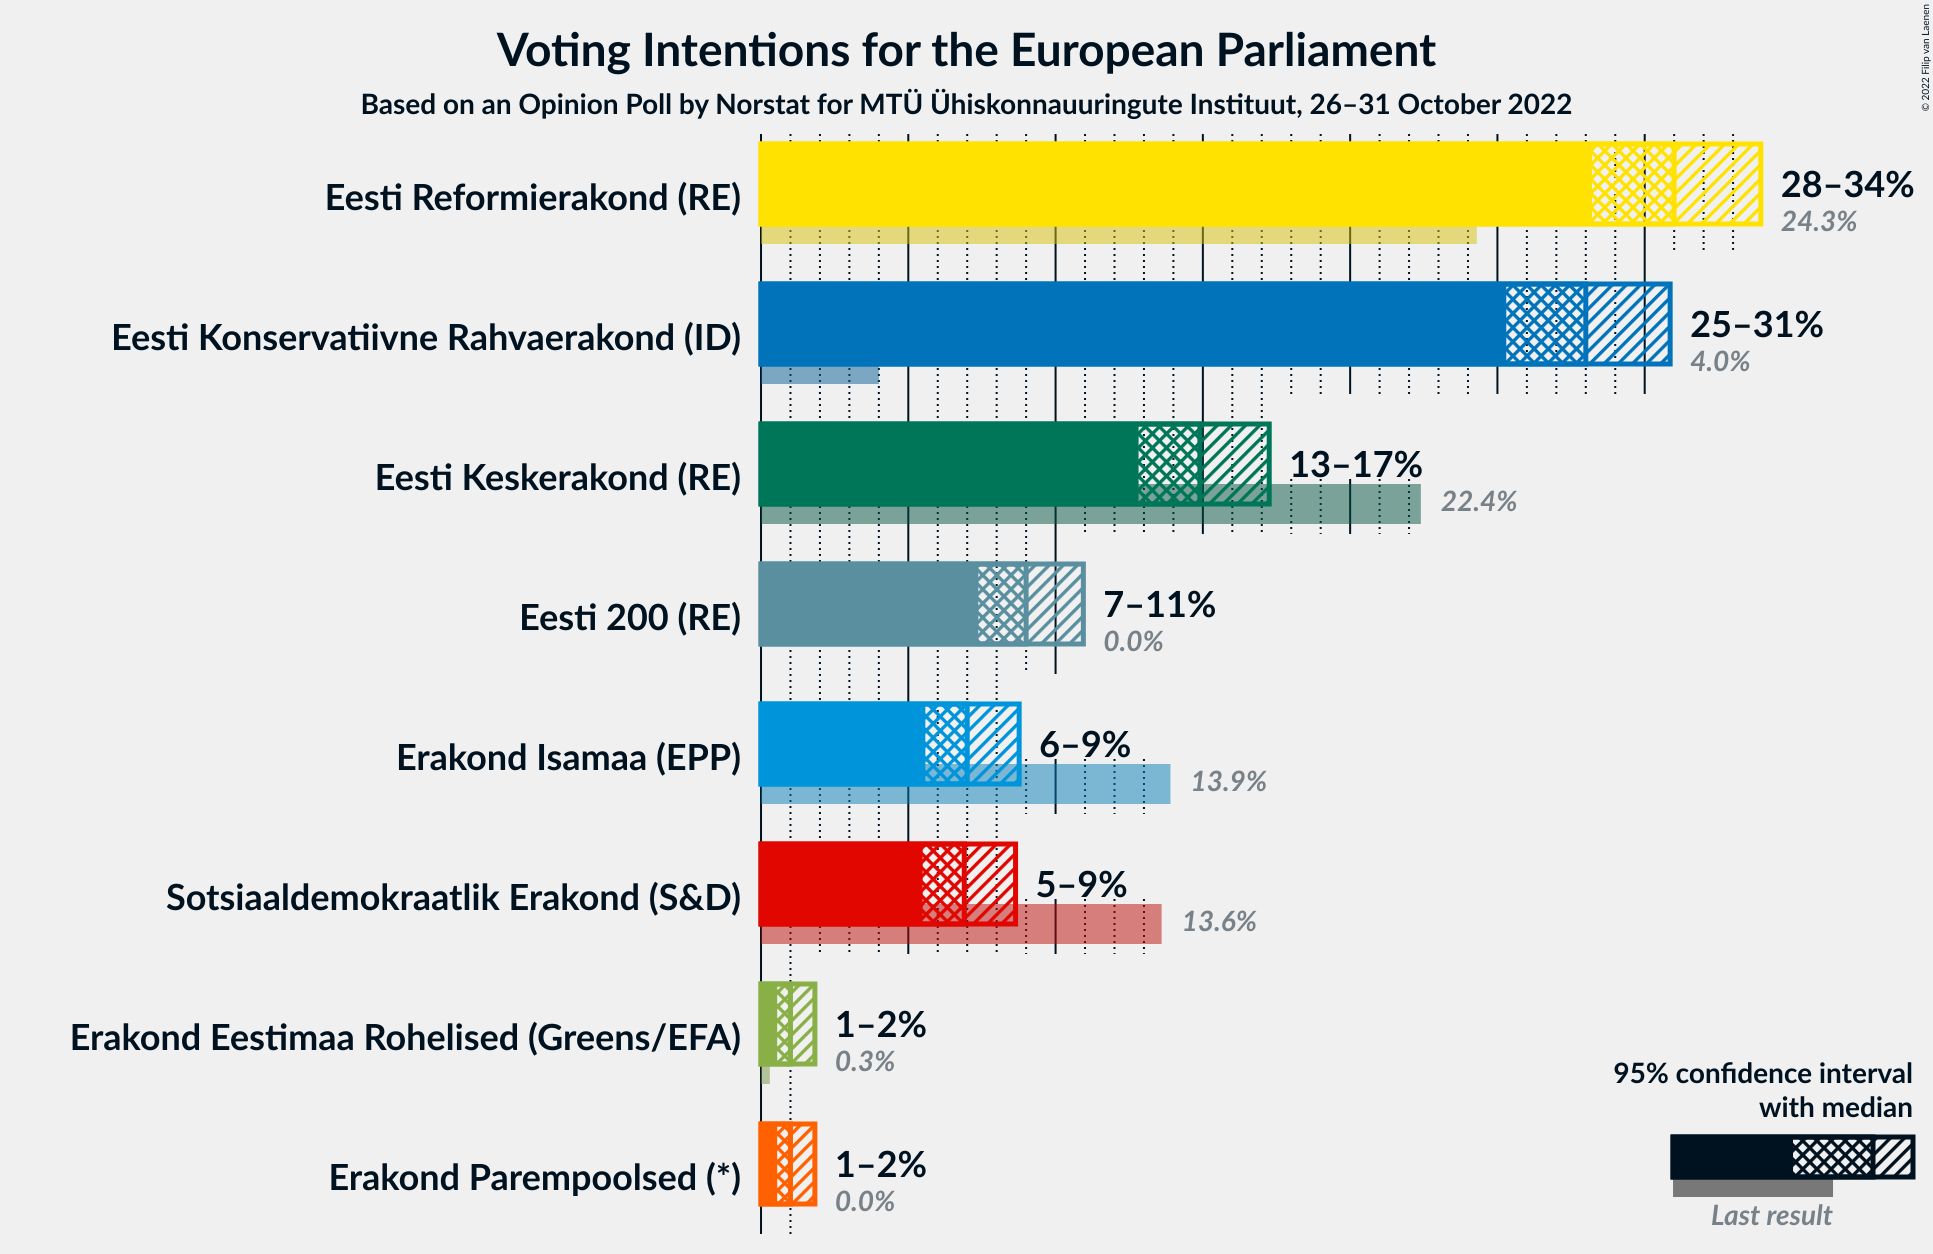 Voting Intentions for the European Parliament
Based on an Opinion Poll by Norstat for MTÜ Ühiskonnauuringute Instituut, 26–31 October 2022
© 2022 Filip van Laenen
Eesti Reformierakond (RE)
28–34%
24.3%
Eesti Konservatiivne Rahvaerakond (ID)
25–31%
4.0%
Eesti Keskerakond (RE)
13–17%
22.4%
Eesti 200 (RE)
7–11%
0.0%
Erakond Isamaa (EPP)
6–9%
13.9%
Sotsiaaldemokraatlik Erakond (S&D)
5–9%
13.6%
Erakond Eestimaa Rohelised (Greens/EFA)
1–2%
0.3%
Erakond Parempoolsed (*)
1–2%
0.0%
95% confidence interval
with median
Last result